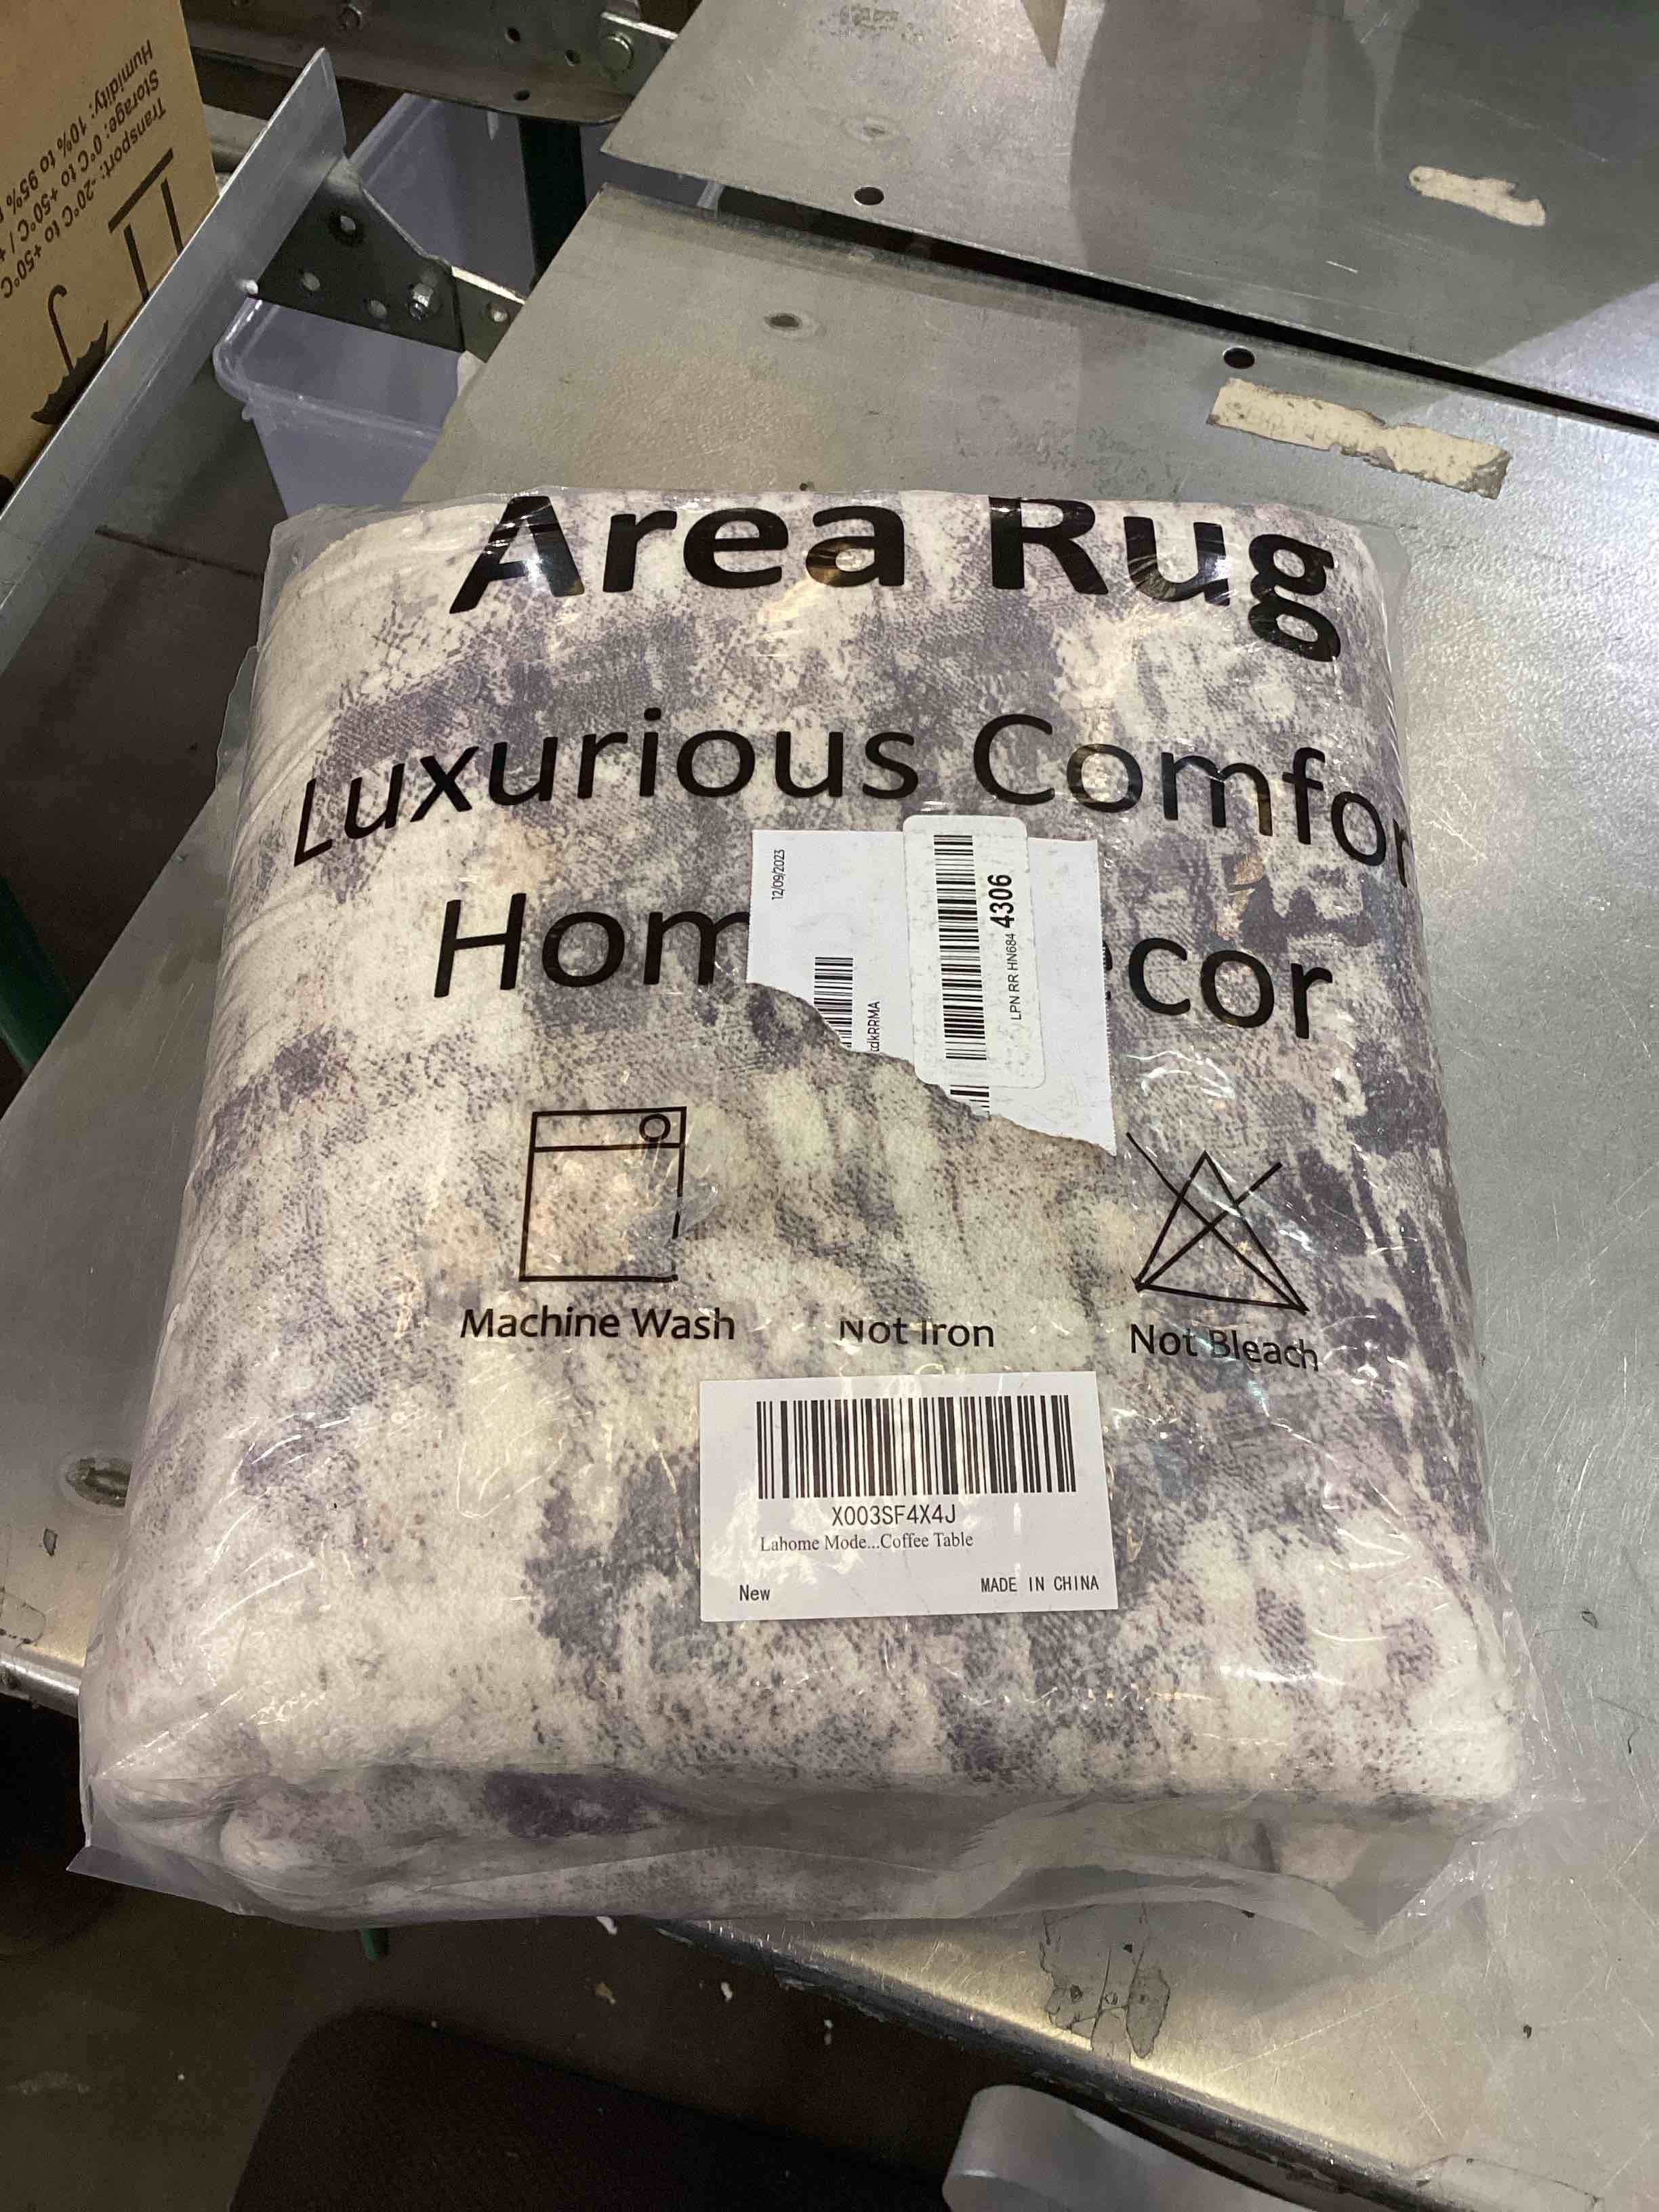 Transport: -20°C to +50°C
Storage: 0°C to +50°C /
Humidity: 10% to 95%
Area Rug
Luxurious Comfor
Hom ecor
12/09/2023
tdkRRMA
LPN RR HN684 4306
Machine Wash
Not Iron
Not Bleach
X003SF4X4J
Lahome Mode...Coffee Table
New
MADE IN CHINA